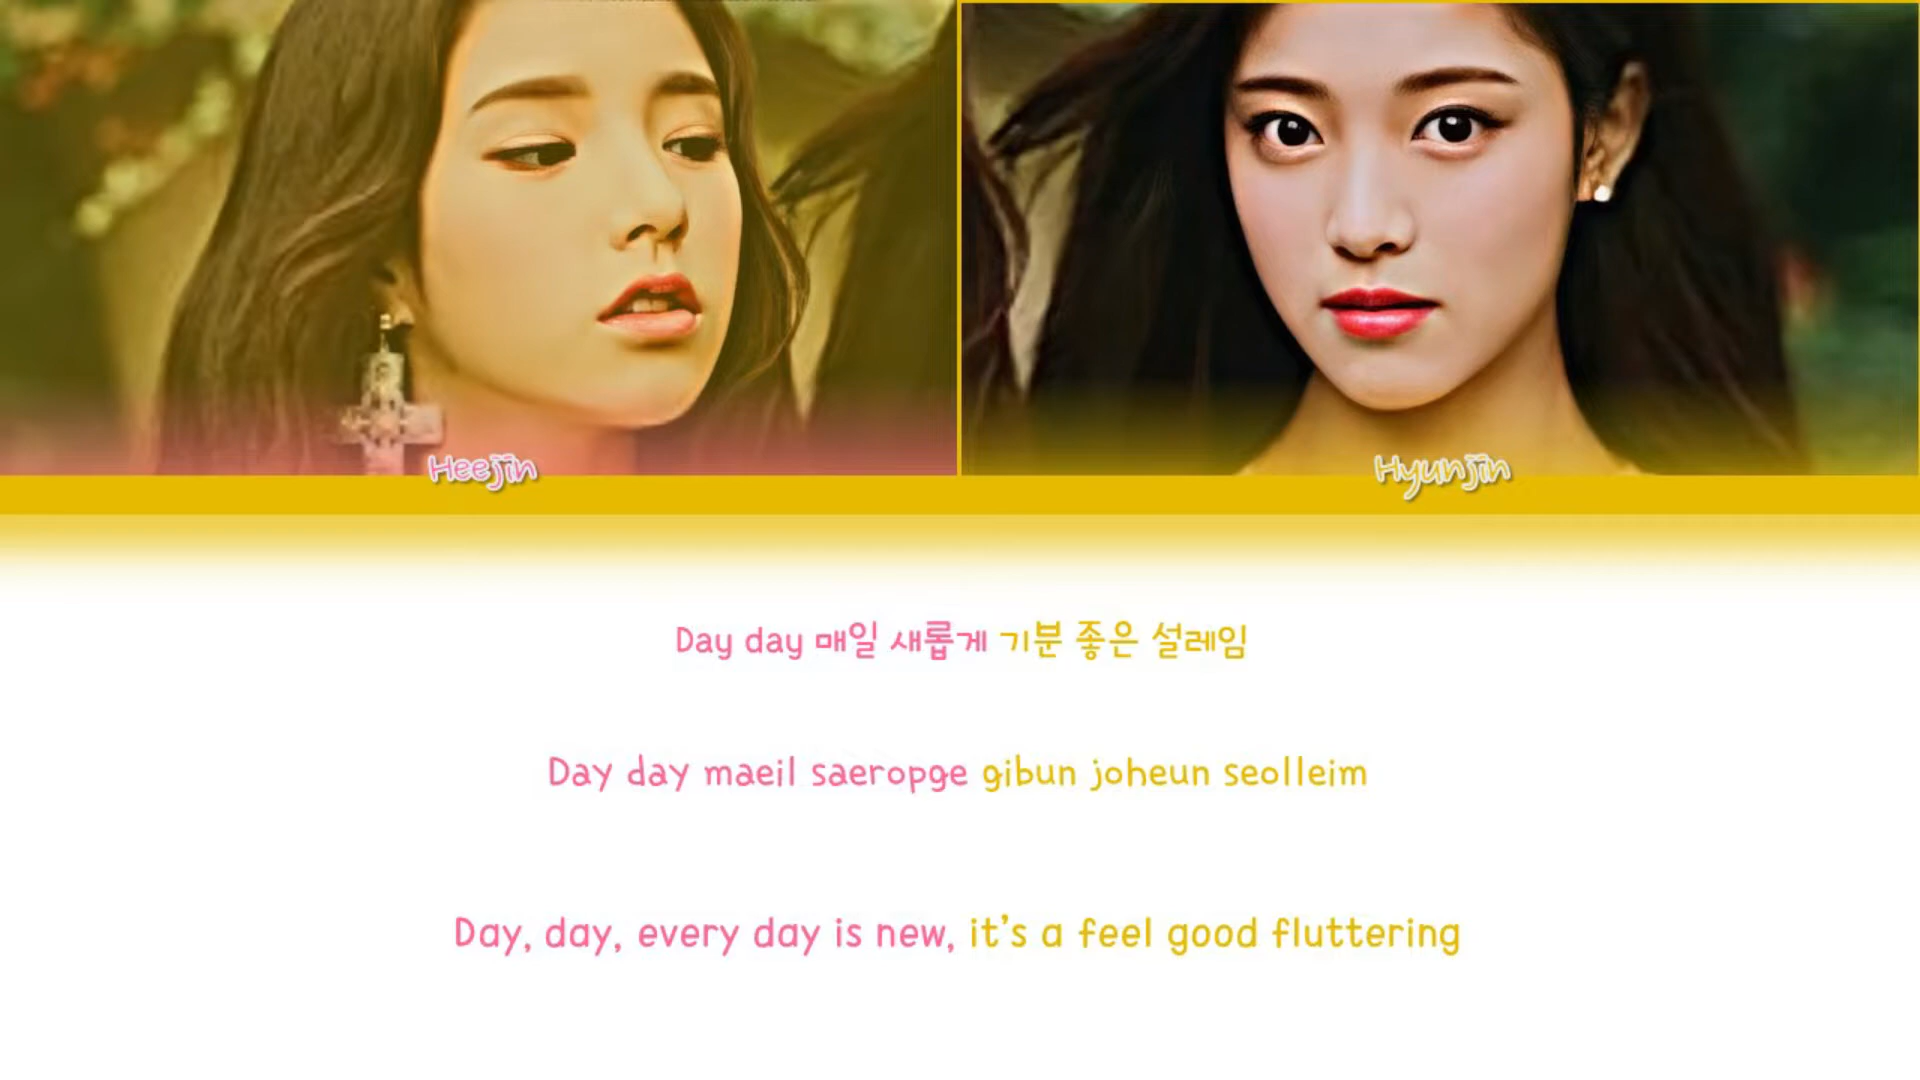 Heejin
Hyunjin
Day day 매일 새롭게 기분 좋은 설레임
Day day maeil saeropge gibun joheun seolleim
Day, day, every day is new, it's a feel good fluttering